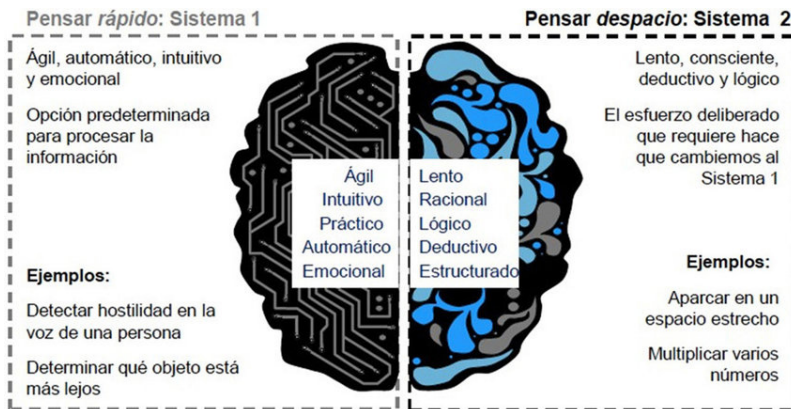 Pensar rápido: Sistema 1
Ágil, automático, intuitivo
y emocional
Opción predeterminada
para procesar la
información
Ejemplos:
Detectar hostilidad en la
voz de una persona
Determinar qué objeto está
más lejos
Ágil
Intuitivo
Práctico
Automático
Emocional
Lento
Racional
Lógico
Deductivo
Estructurado
Pensar despacio: Sistema 2
Lento, consciente,
deductivo y lógico
El esfuerzo deliberado
que requiere hace
que cambiemos al
Sistema 1
Ejemplos:
Aparcar en un
espacio estrecho
Multiplicar varios
números